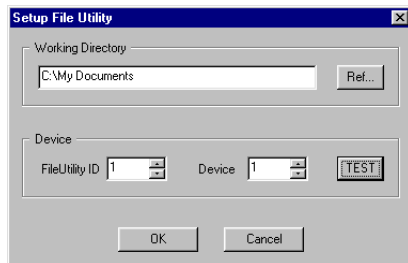 Setup File Utility
Working Directory
C:\My Documents
Ref...
Device
FileUtility ID 1 Device 1 TEST
OK Cancel